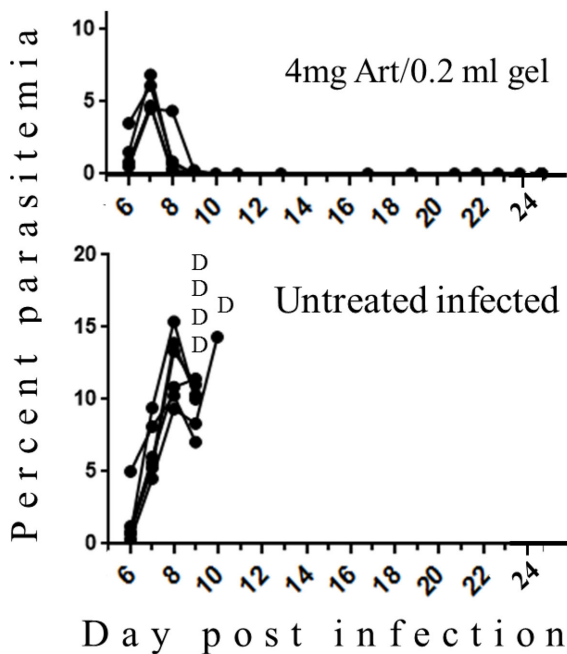 Percent parasitemia
10
5
0
4mg Art/0.2 ml gel
6 8 10 12 14 16 18 20 22 24
20
15
10
5
0
D
D
D D
D
Untreated infected
6 8 10 12 14 16 18 20 22 24
Day post infection